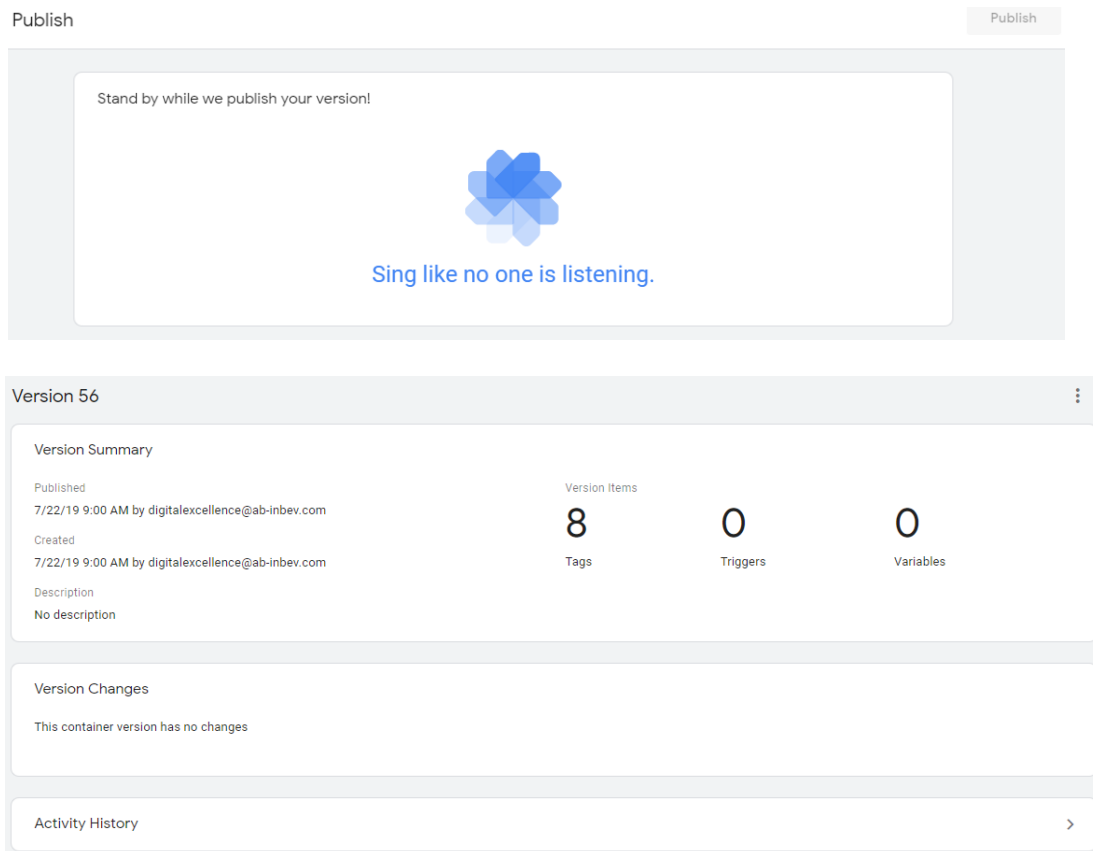 Publish
Publish
Stand by while we publish your version!
Sing like no one is listening.
Version 56
Version Summary
Published
7/22/19 9:00 AM by digitalexcellence@ab-inbev.com
Created
7/22/19 9:00 AM by digitalexcellence@ab-inbev.com
Description
No description
Version Items
8 0 0
Tags Triggers Variables
Version Changes
This container version has no changes
Activity History